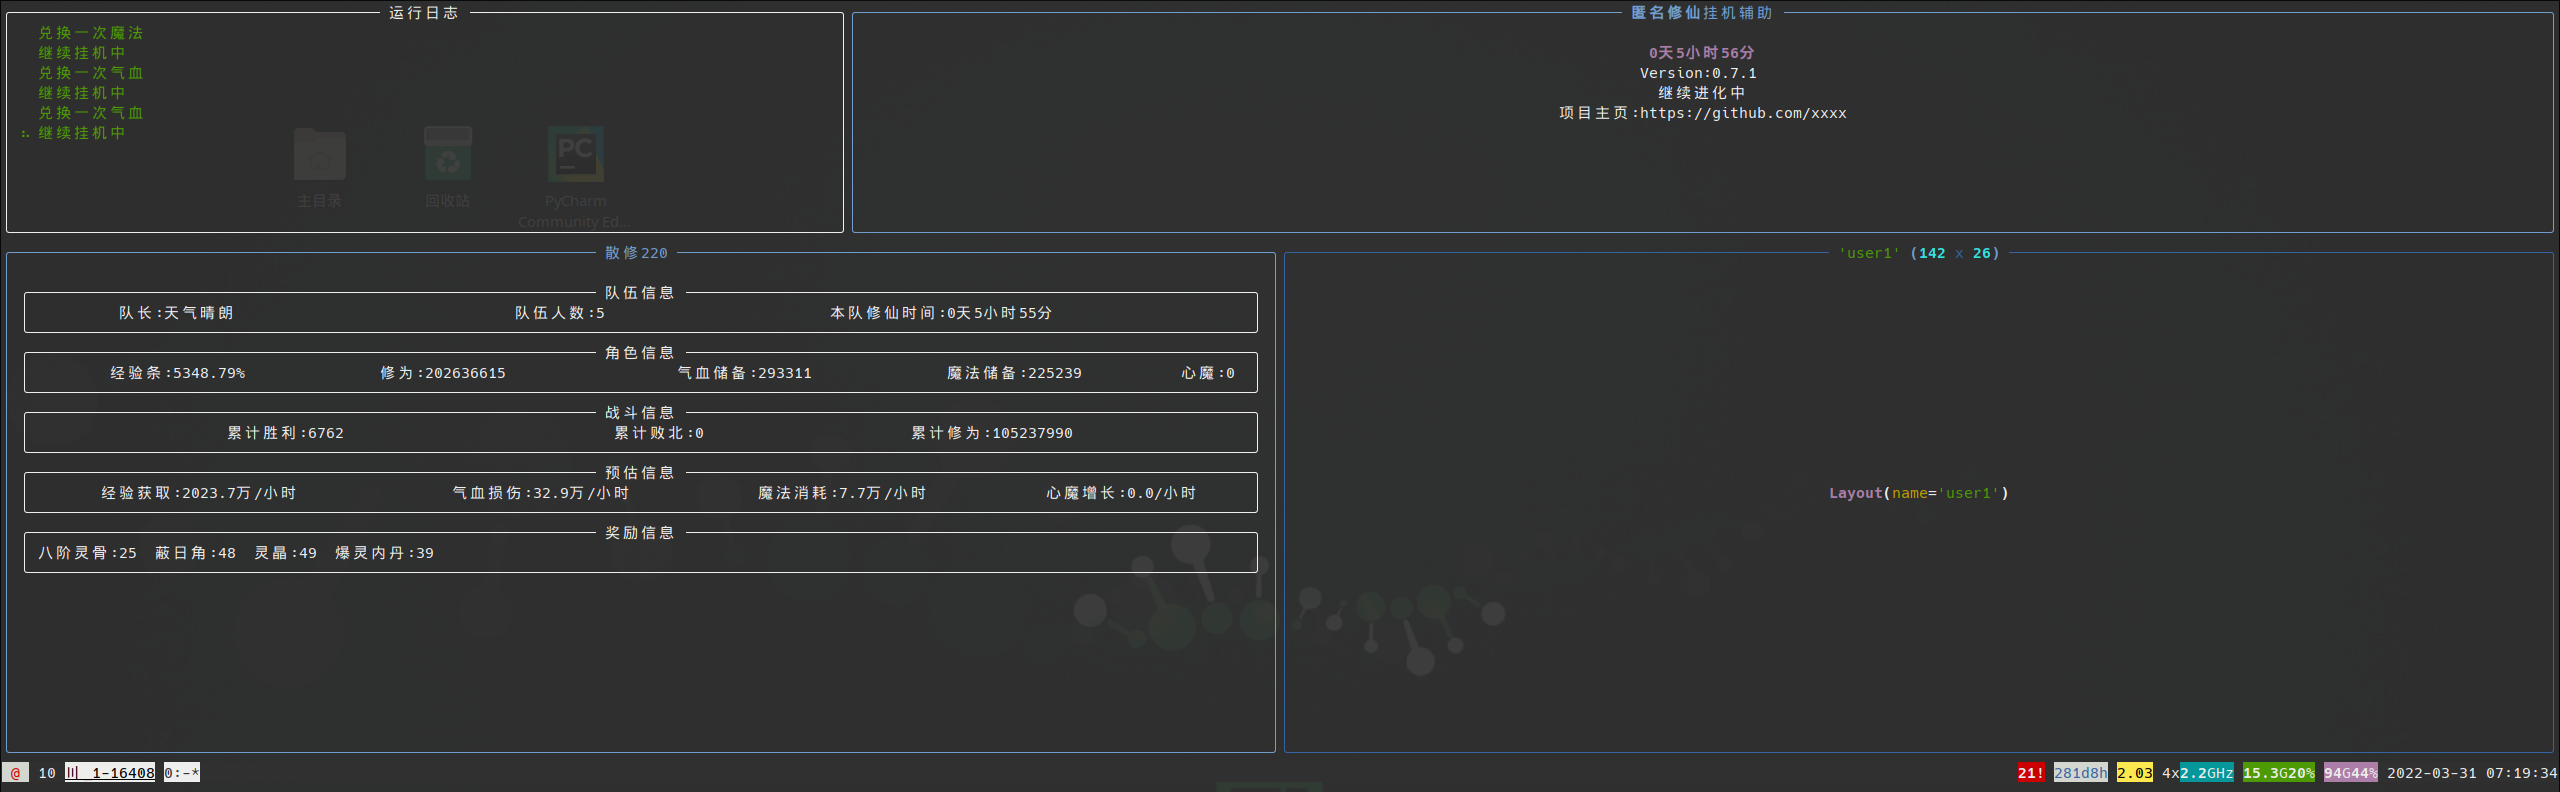 运行日志
兑换一次魔法
继续挂机中
兑换一次气血
继续挂机中
兑换一次气血
:. 继续挂机中
主目录 回收站 PyCharm
Community Ed...
PC
匿名修仙挂机辅助
0天5小时56分
Version:0.7.1
继续进化中
项目主页:https://github.com/xxxx
散修220
队伍信息
队长:天气晴朗 队伍人数:5 本队修仙时间:0天5小时55分
角色信息
经验条:5348.79% 修为:202636615 气血储备:293311 魔法储备:225239 心魔:0
战斗信息
累计胜利:6762 累计败北:0 累计修为:105237990
预估信息
经验获取:2023.7万/小时 气血损伤:32.9万/小时 魔法消耗:7.7万/小时 心魔增长:0.0/小时
奖励信息
八阶灵骨:25 蔽日角:48 灵晶:49 爆灵内丹:39
'user1' (142 x 26)
Layout(name='user1')
@ 10 〣 1-16408 0:-* 21! 281d8h 2.03 4x2.2GHz 15.3G20% 94G44% 2022-03-31 07:19:34